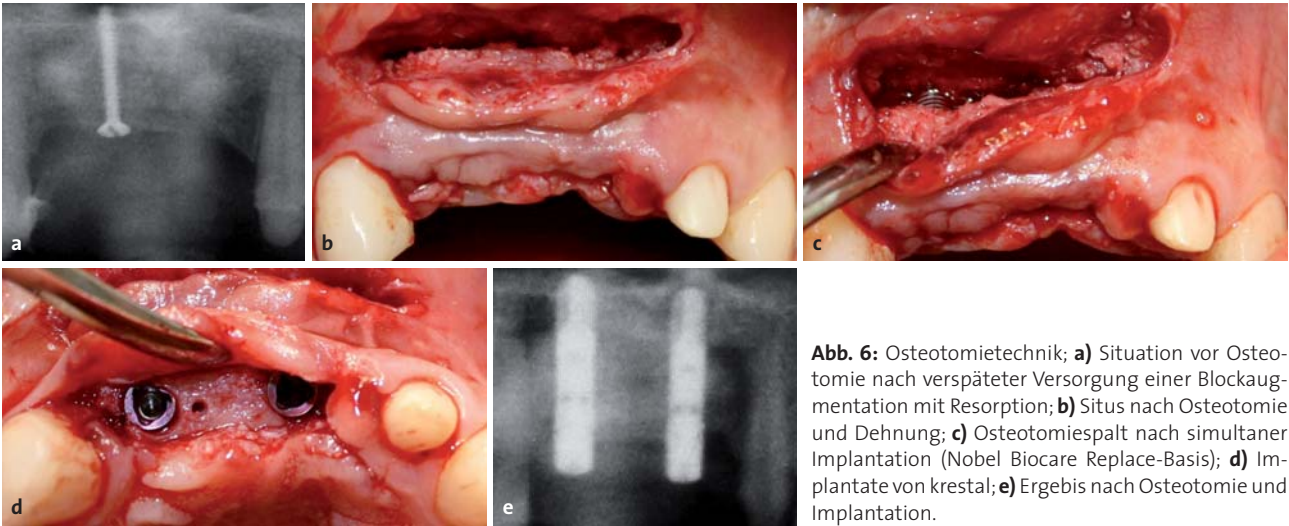 a
b
c
d
e
Abb. 6: Osteotomietechnik; a) Situation vor Osteo-
tomie nach verspäteter Versorgung einer Blockaug-
mentation mit Resorption; b) Situs nach Osteotomie
und Dehnung; c) Osteotomiespalt nach simultaner
Implantation (Nobel Biocare Replace-Basis); d) Im-
plantate von krestal; e) Ergebis nach Osteotomie und
Implantation.